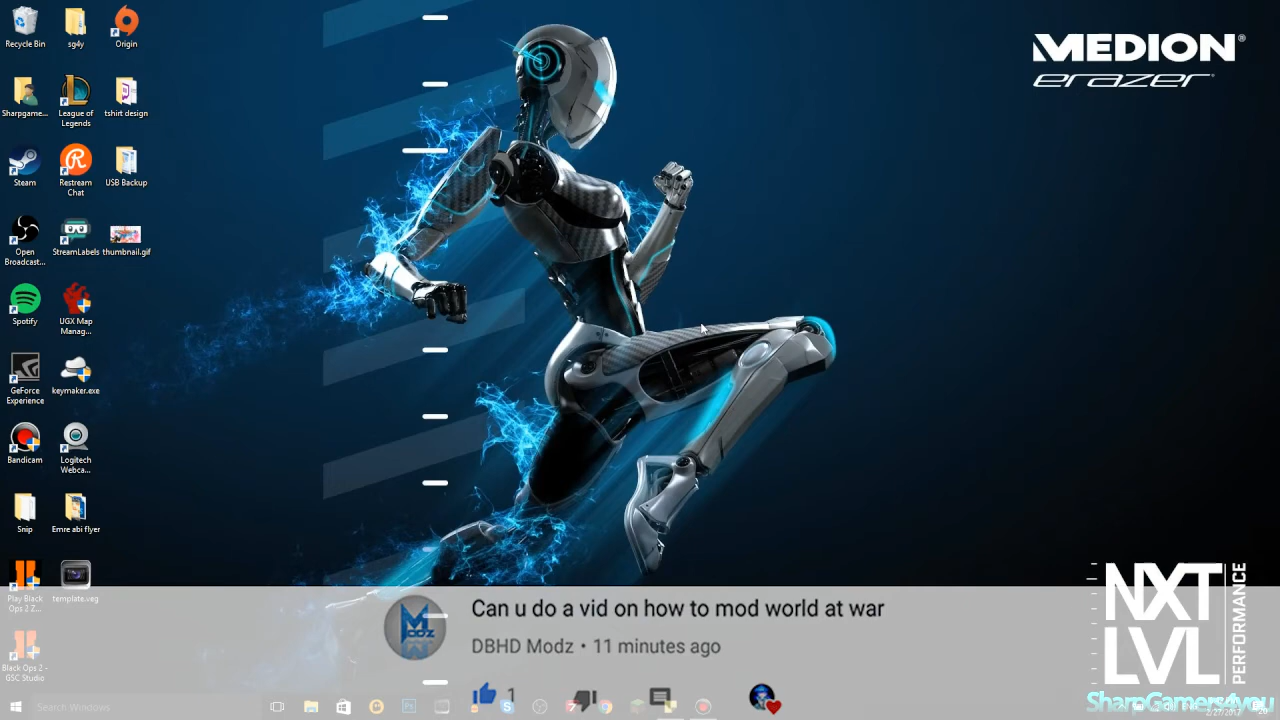 Recycle Bin
sg4y
Origin
Sharpgame...
League of
Legends
tshirt design
Steam
Restream
Chat
USB Backup
Open
Broadcast...
StreamLabels
thumbnail.gif
Spotify
UGX Map
Manag...
GeForce
Experience
keymaker.exe
Bandicam
Logitech
Webca...
Snip
Emre abi flyer
Play Black
Ops 2 Z...
template.veg
Black Ops 2 -
GSC Studio
MEDION®
erazer
NXT
LVL
PERFORMANCE
MODZ
Can u do a vid on how to mod world at war
DBHD Modz • 11 minutes ago
1
Search Windows
SharpGamers4you